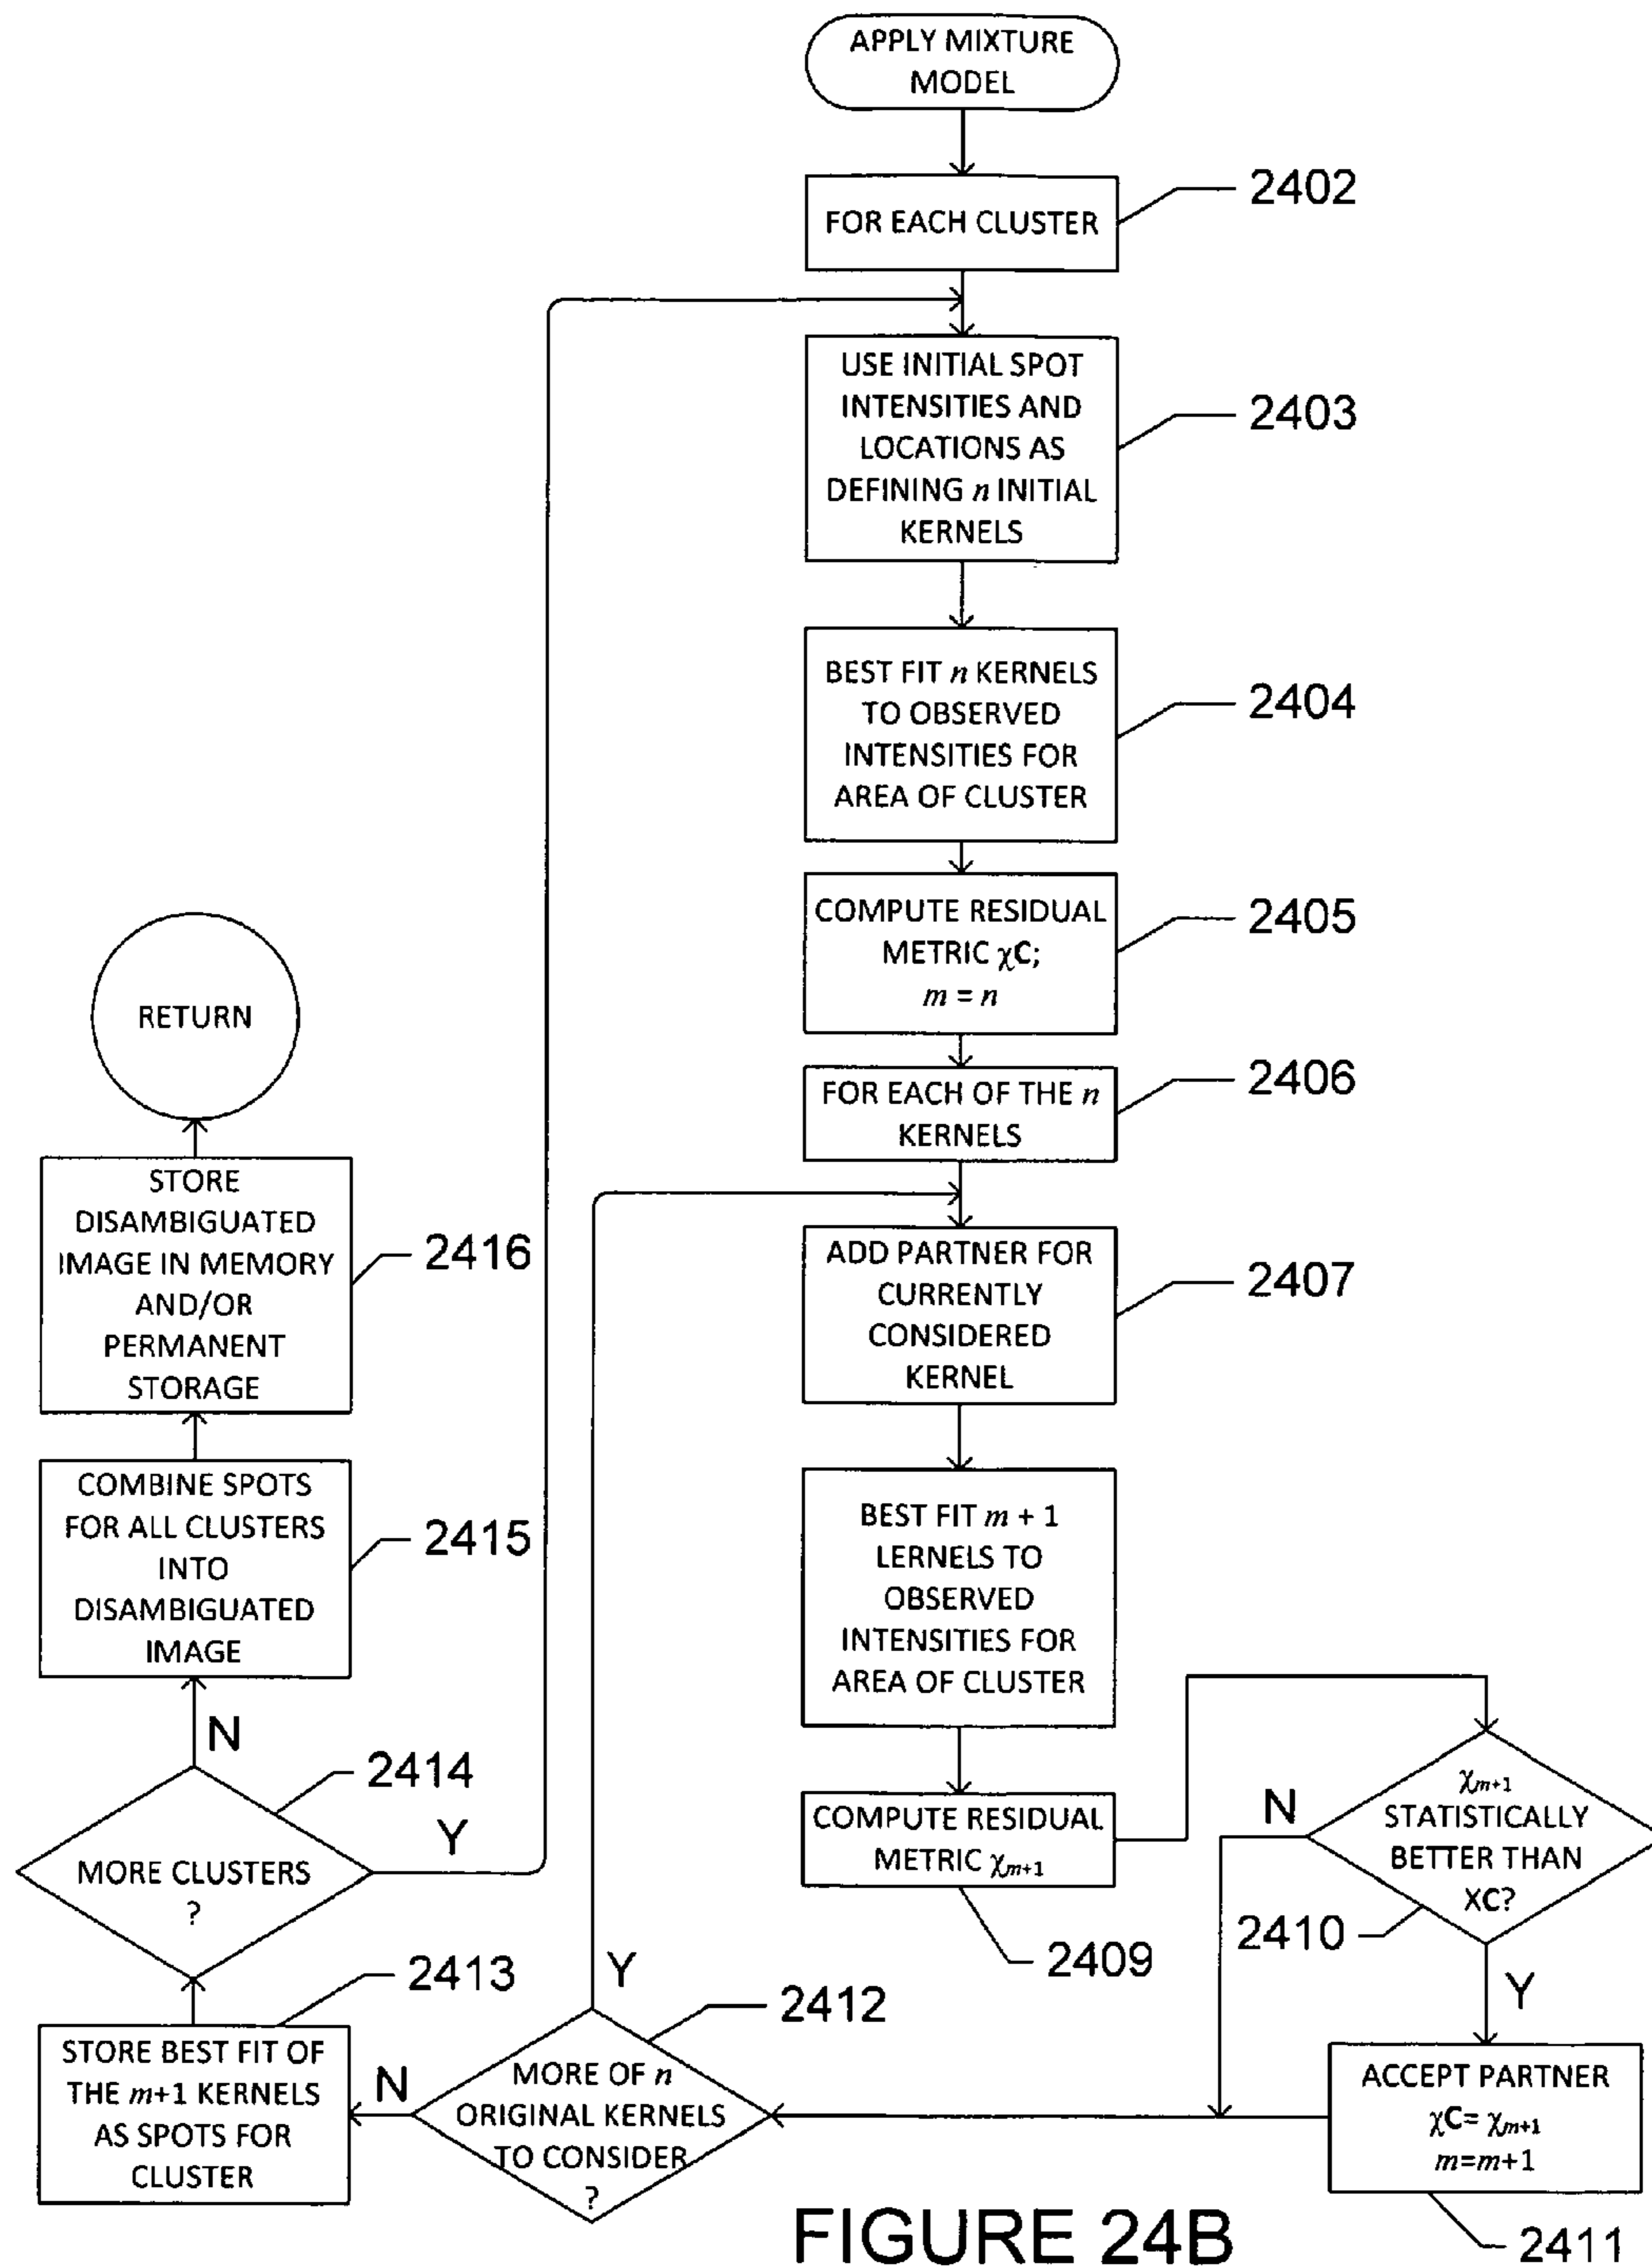 APPLY MIXTURE
MODEL
FOR EACH CLUSTER
2402
USE INITIAL SPOT
INTENSITIES AND
LOCATIONS AS
DEFINING n INITIAL
KERNELS
2403
BEST FIT n KERNELS
TO OBSERVED
INTENSITIES FOR
AREA OF CLUSTER
2404
COMPUTE RESIDUAL
METRIC χC;
m = n
2405
FOR EACH OF THE n
KERNELS
2406
ADD PARTNER FOR
CURRENTLY
CONSIDERED
KERNEL
2407
BEST FIT m + 1
LERNELS TO
OBSERVED
INTENSITIES FOR
AREA OF CLUSTER
COMPUTE RESIDUAL
METRIC χm+1
2409
χm+1
STATISTICALLY
BETTER THAN
XC?
2410
N
Y
ACCEPT PARTNER
χC= χm+1
m=m+1
2411
MORE OF n
ORIGINAL KERNELS
TO CONSIDER
?
2412
Y
N
STORE BEST FIT OF
THE m+1 KERNELS
AS SPOTS FOR
CLUSTER
2413
MORE CLUSTERS
?
2414
Y
N
COMBINE SPOTS
FOR ALL CLUSTERS
INTO
DISAMBIGUATED
IMAGE
2415
STORE
DISAMBIGUATED
IMAGE IN MEMORY
AND/OR
PERMANENT
STORAGE
2416
RETURN
FIGURE 24B